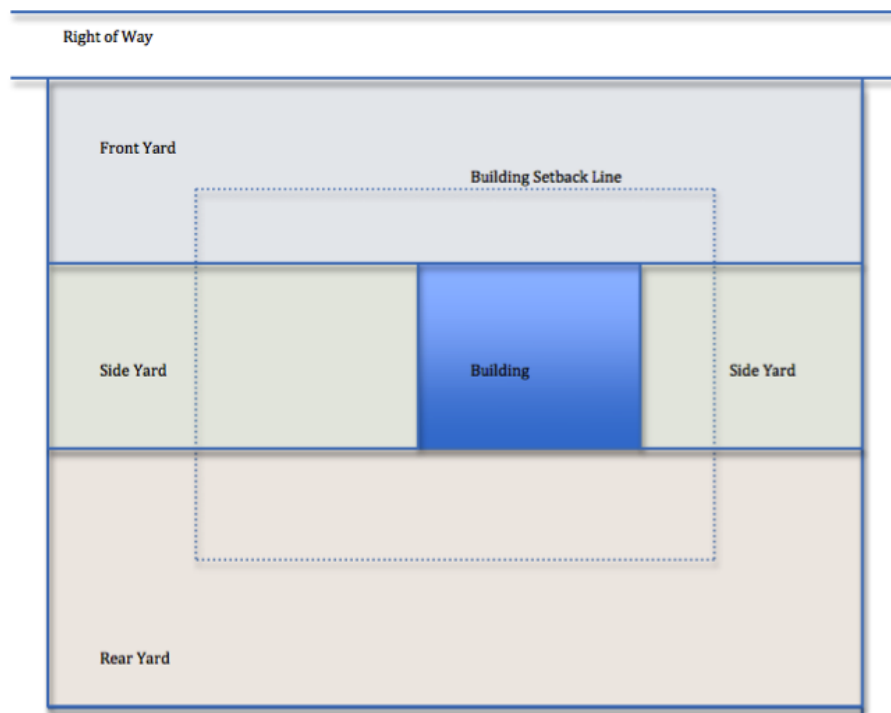 Right of Way
Front Yard
Building Setback Line
Side Yard
Building
Side Yard
Rear Yard